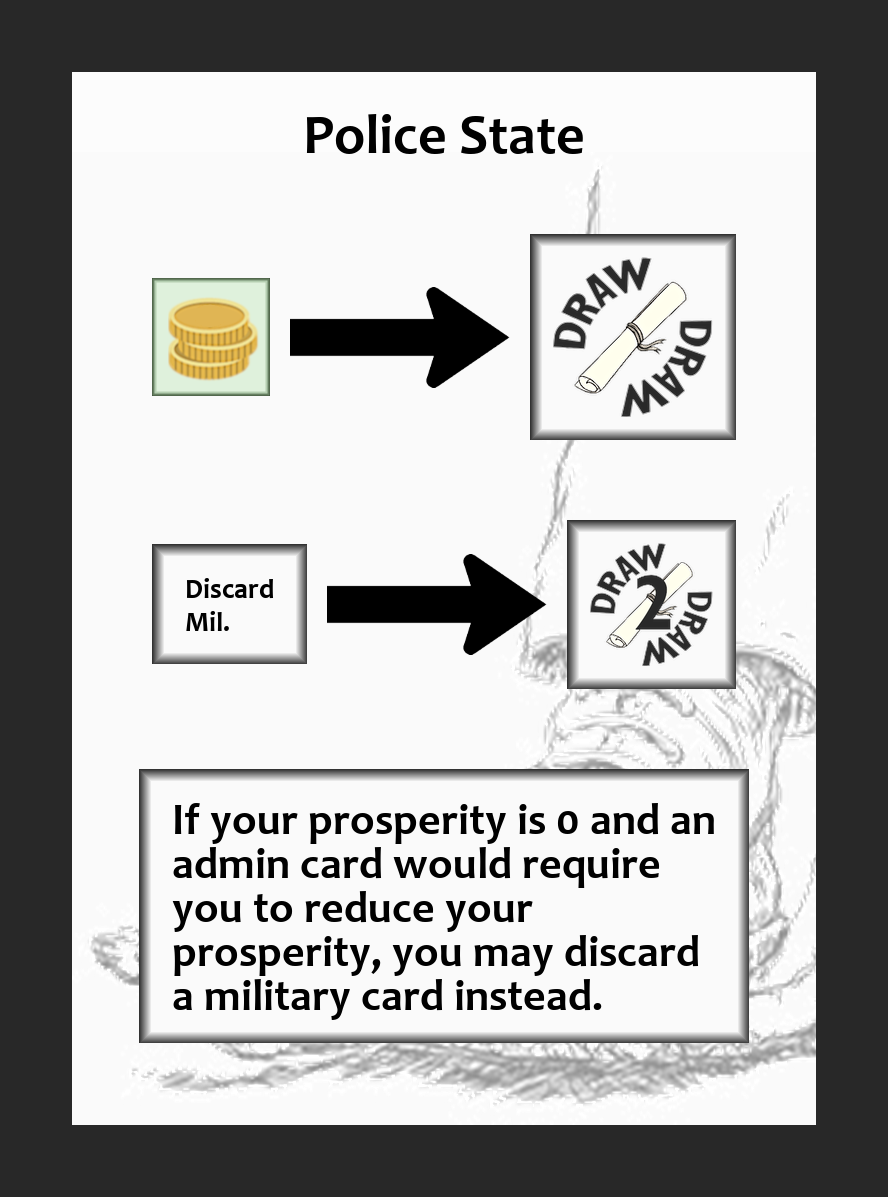 Police State
DRAW
DRAW
Discard
Mil.
DRAW
2
DRAW
If your prosperity is 0 and an
admin card would require
you to reduce your
prosperity, you may discard
a military card instead.